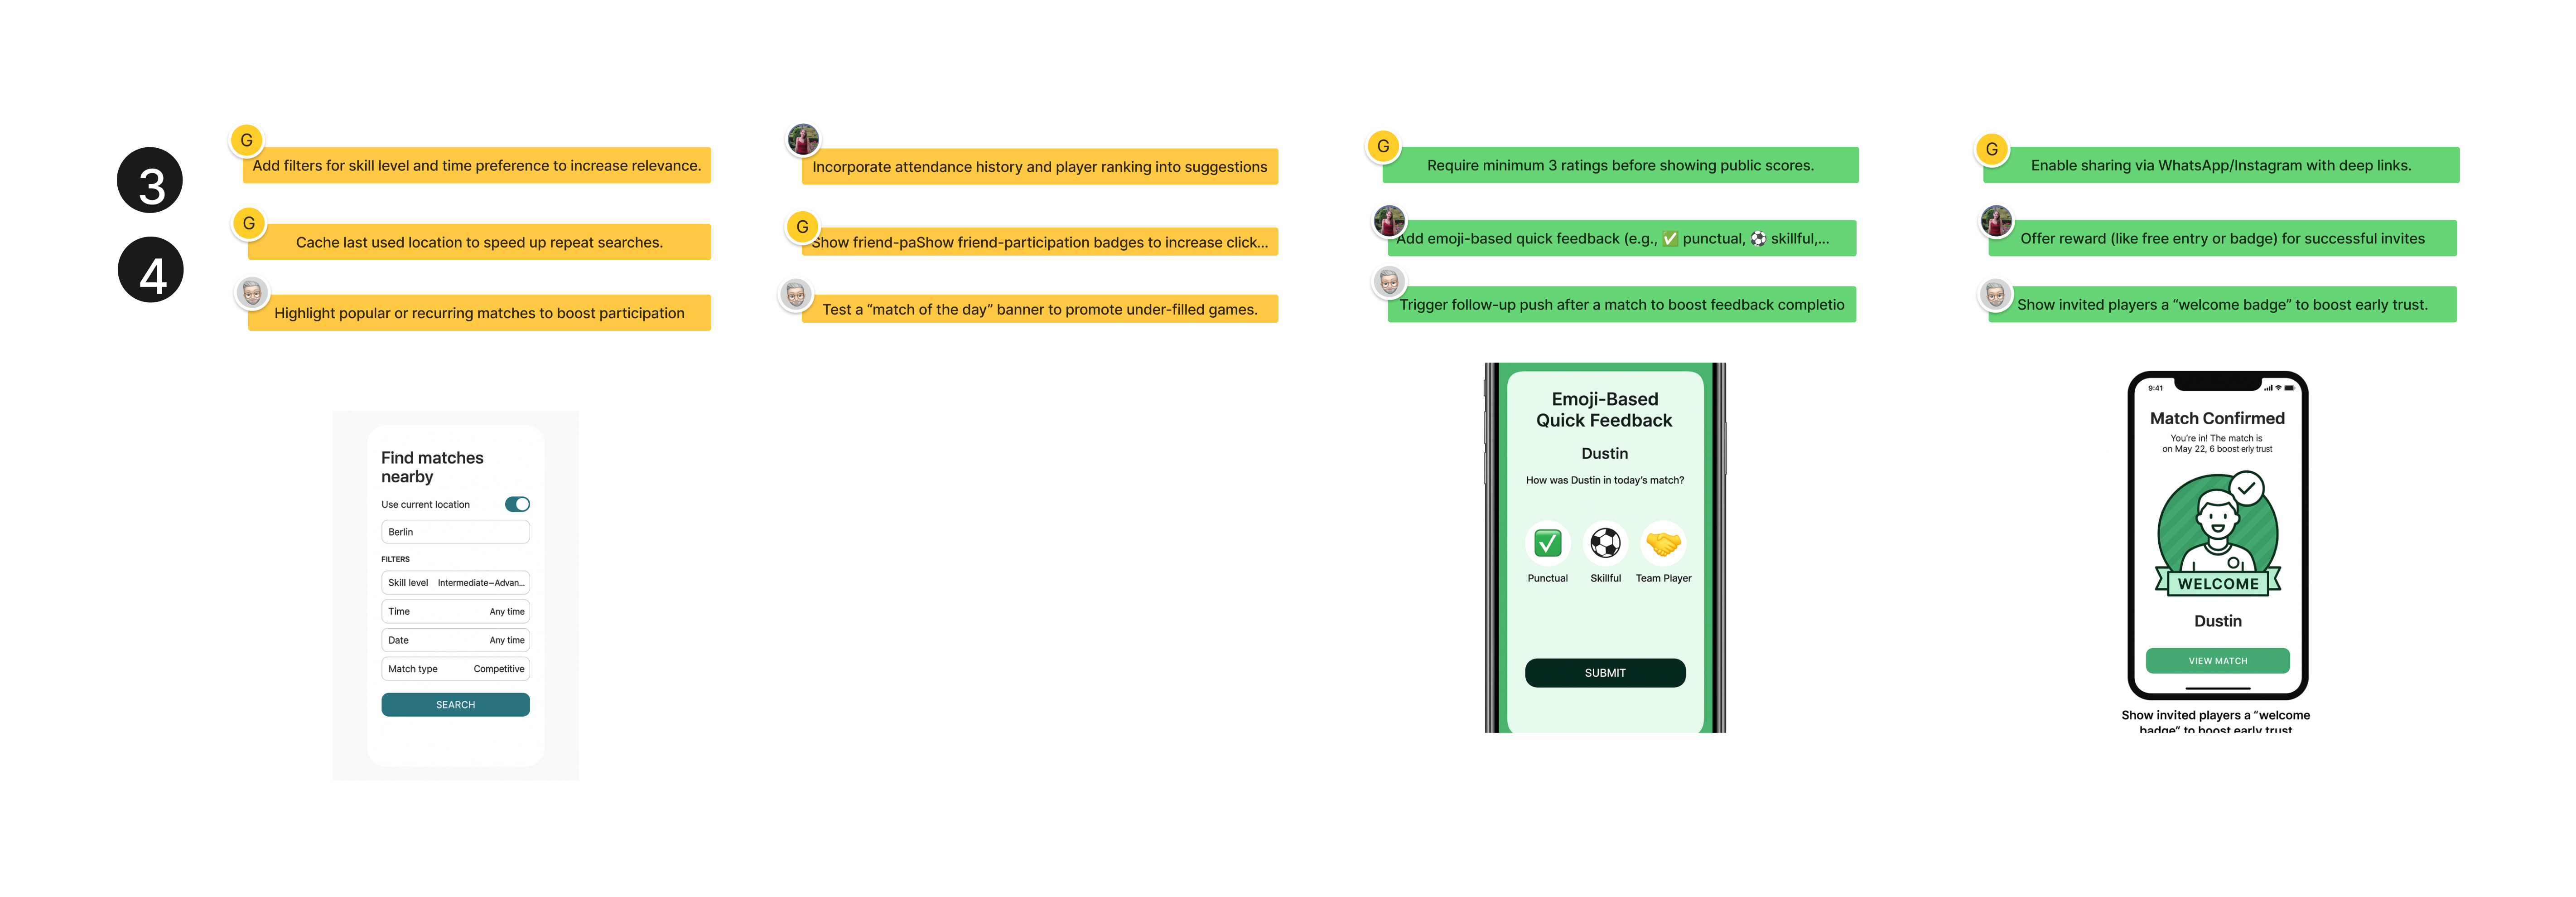 3
4
G
Add filters for skill level and time preference to increase relevance.
G
Cache last used location to speed up repeat searches.
Highlight popular or recurring matches to boost participation
Find matches
nearby
Use current location
Berlin
FILTERS
Skill level Intermediate–Advan...
Time Any time
Date Any time
Match type Competitive
SEARCH
Incorporate attendance history and player ranking into suggestions
G
Show friend-paShow friend-participation badges to increase click...
Test a “match of the day” banner to promote under-filled games.
G
Require minimum 3 ratings before showing public scores.
Add emoji-based quick feedback (e.g., ✅ punctual, ⚽ skillful,...
Trigger follow-up push after a match to boost feedback completio
Emoji-Based
Quick Feedback
Dustin
How was Dustin in today’s match?
Punctual Skillful Team Player
SUBMIT
G
Enable sharing via WhatsApp/Instagram with deep links.
Offer reward (like free entry or badge) for successful invites
Show invited players a “welcome badge” to boost early trust.
9:41
Match Confirmed
You’re in! The match is
on May 22, 6 boost erly trust
WELCOME
Dustin
VIEW MATCH
Show invited players a “welcome
badge” to boost early trust